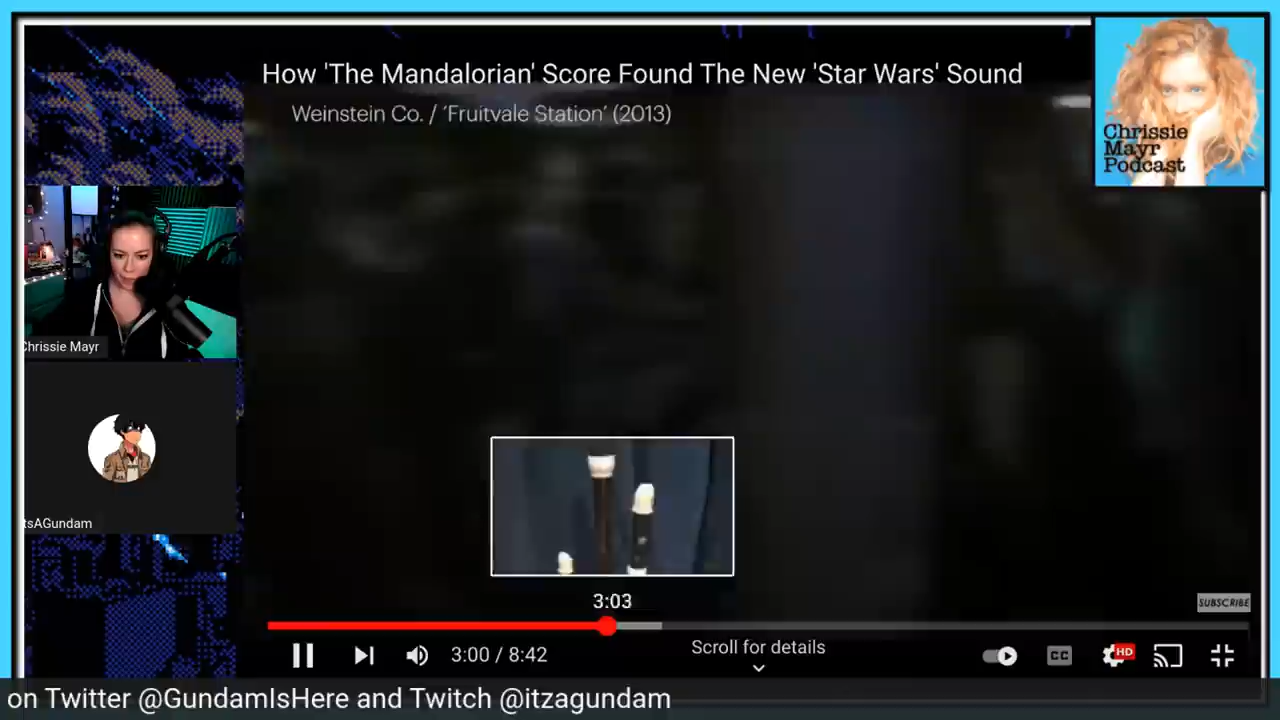 How 'The Mandalorian' Score Found The New 'Star Wars' Sound
Weinstein Co. / 'Fruitvale Station' (2013)
Chrissie
Mayr
Podcast
Chrissie Mayr
tsAGundam
3:03
SUBSCRIBE
3:00 / 8:42
Scroll for details
CC
HD
on Twitter @GundamIsHere and Twitch @itzagundam